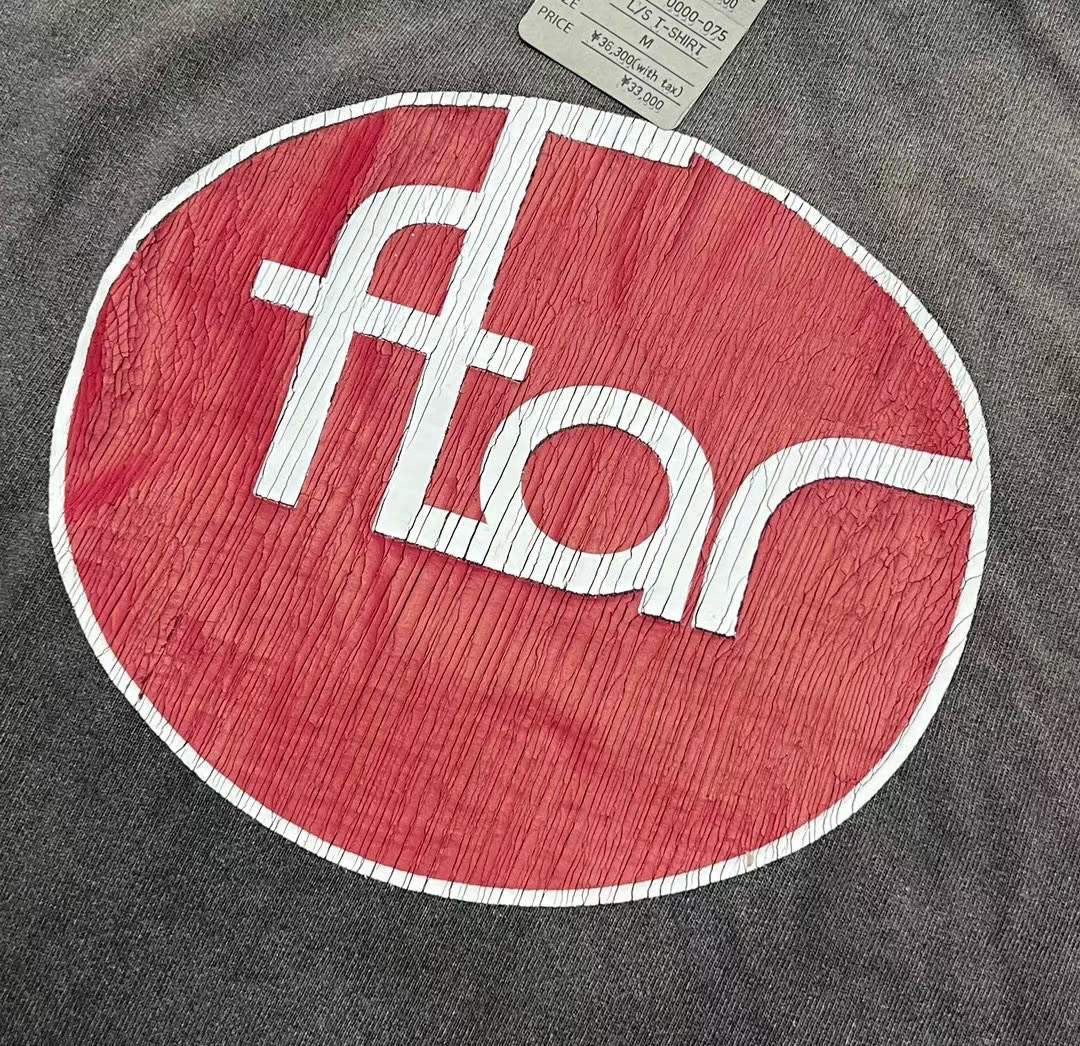 0000-075
L/S T-SHIRT
M
PRICE ¥36,300(with tax)
¥33,000
ftar